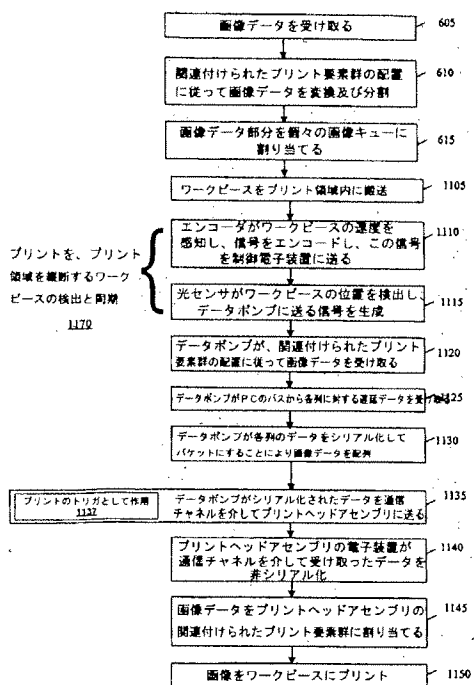 画像データを受け取る
605
関連付けられたプリント要素群の配置
に従って画像データを変換及び分割
610
画像データ部分を個々の画像キューに
割り当てる
615
ワークピースをプリント領域内に搬送
1105
エンコーダがワークピースの速度を
感知し、信号をエンコードし、この信号
を制御電子装置に送る
1110
プリントを、プリント
領域を縦断するワーク
ピースの検出と同期
1170
光センサがワークピースの位置を検出し、
データポンプに送る信号を生成
1115
データポンプが、関連付けられたプリント
要素群の配置に従って画像データを受け取る
1120
データポンプがPCのバスから各列に対する遅延データを受け取る
1125
データポンプが各列のデータをシリアル化して
パケットにすることにより画像データを配列
1130
プリントのトリガとして作用
1137
データポンプがシリアル化されたデータを通信
チャネルを介してプリントヘッドアセンブリに送る
1135
プリントヘッドアセンブリの電子装置が
通信チャネルを介して受け取ったデータを
非シリアル化
1140
画像データをプリントヘッドアセンブリの
関連付けられたプリント要素群に割り当てる
1145
画像をワークピースにプリント
1150